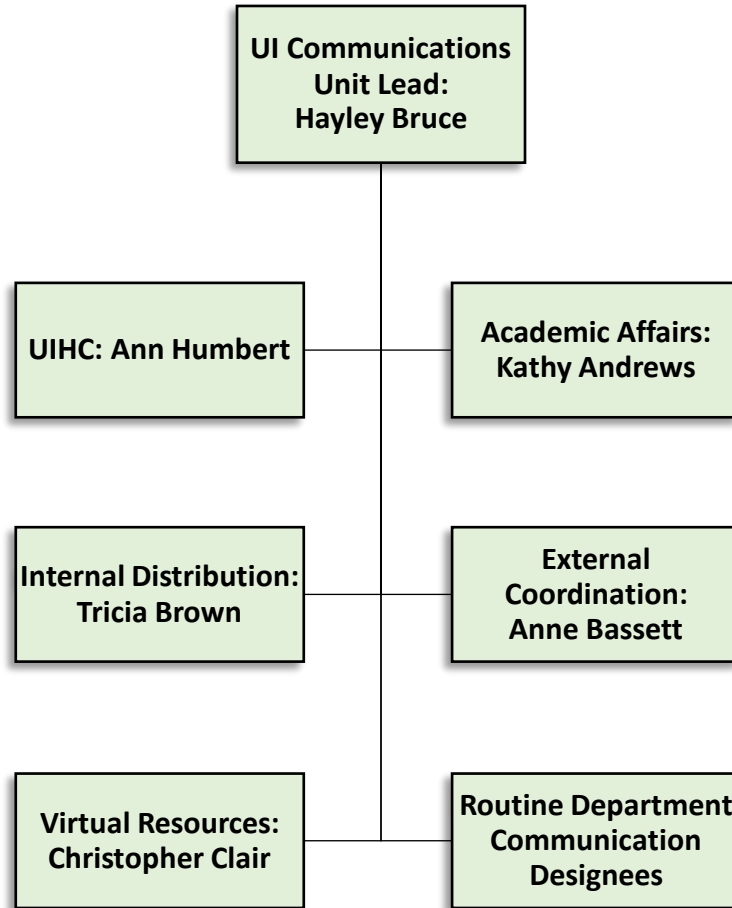 UI Communications
Unit Lead:
Hayley Bruce
UIHC: Ann Humbert
Academic Affairs:
Kathy Andrews
Internal Distribution:
Tricia Brown
External
Coordination:
Anne Bassett
Virtual Resources:
Christopher Clair
Routine Department
Communication
Designees